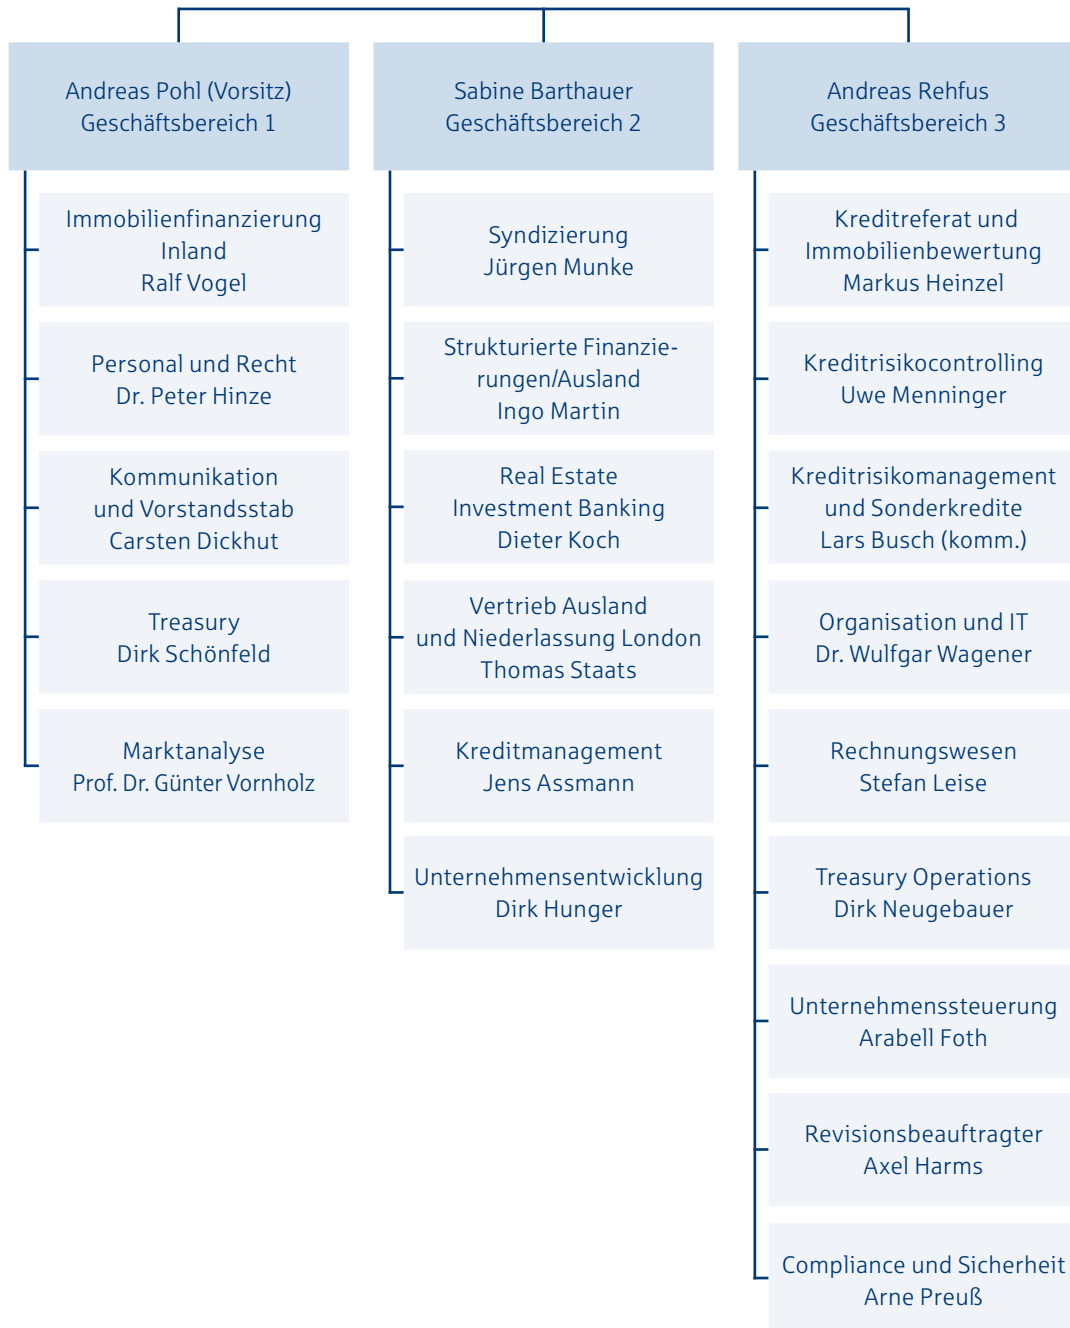 Andreas Pohl (Vorsitz)
Geschäftsbereich 1
Immobilienfinanzierung
Inland
Ralf Vogel
Personal und Recht
Dr. Peter Hinze
Kommunikation
und Vorstandsstab
Carsten Dickhut
Treasury
Dirk Schönfeld
Marktanalyse
Prof. Dr. Günter Vornholz
Sabine Barthauer
Geschäftsbereich 2
Syndizierung
Jürgen Munke
Strukturierte Finanzie-
rungen/Ausland
Ingo Martin
Real Estate
Investment Banking
Dieter Koch
Vertrieb Ausland
und Niederlassung London
Thomas Staats
Kreditmanagement
Jens Assmann
Unternehmensentwicklung
Dirk Hunger
Andreas Rehfus
Geschäftsbereich 3
Kreditreferat und
Immobilienbewertung
Markus Heinzel
Kreditrisikocontrolling
Uwe Menninger
Kreditrisikomanagement
und Sonderkredite
Lars Busch (komm.)
Organisation und IT
Dr. Wulfgar Wagener
Rechnungswesen
Stefan Leise
Treasury Operations
Dirk Neugebauer
Unternehmenssteuerung
Arabell Foth
Revisionsbeauftragter
Axel Harms
Compliance und Sicherheit
Arne Preuß